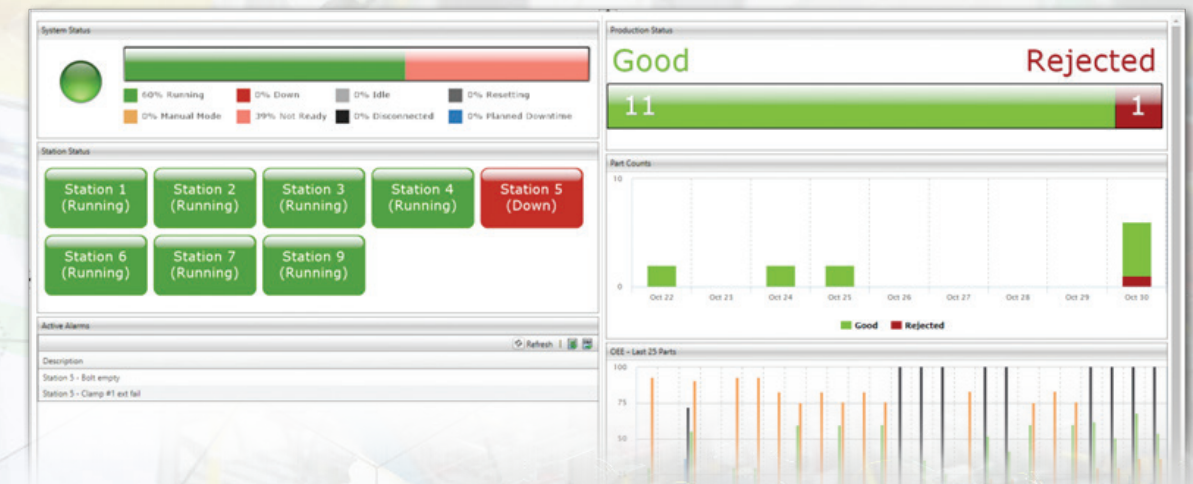 System Status
60% Running
0% Down
0% Idle
0% Resetting
0% Manual Mode
39% Not Ready
0% Disconnected
0% Planned Downtime
Station Status
Station 1
(Running)
Station 2
(Running)
Station 3
(Running)
Station 4
(Running)
Station 5
(Down)
Station 6
(Running)
Station 7
(Running)
Station 9
(Running)
Active Alarms
Refresh
Description
Station 5 - Bolt empty
Station 5 - Clamp #1 ext fail
Production Status
Good
Rejected
11
1
Part Counts
10
0
Oct 22
Oct 23
Oct 24
Oct 25
Oct 26
Oct 27
Oct 28
Oct 29
Oct 30
Good
Rejected
OEE - Last 25 Parts
100
75
50